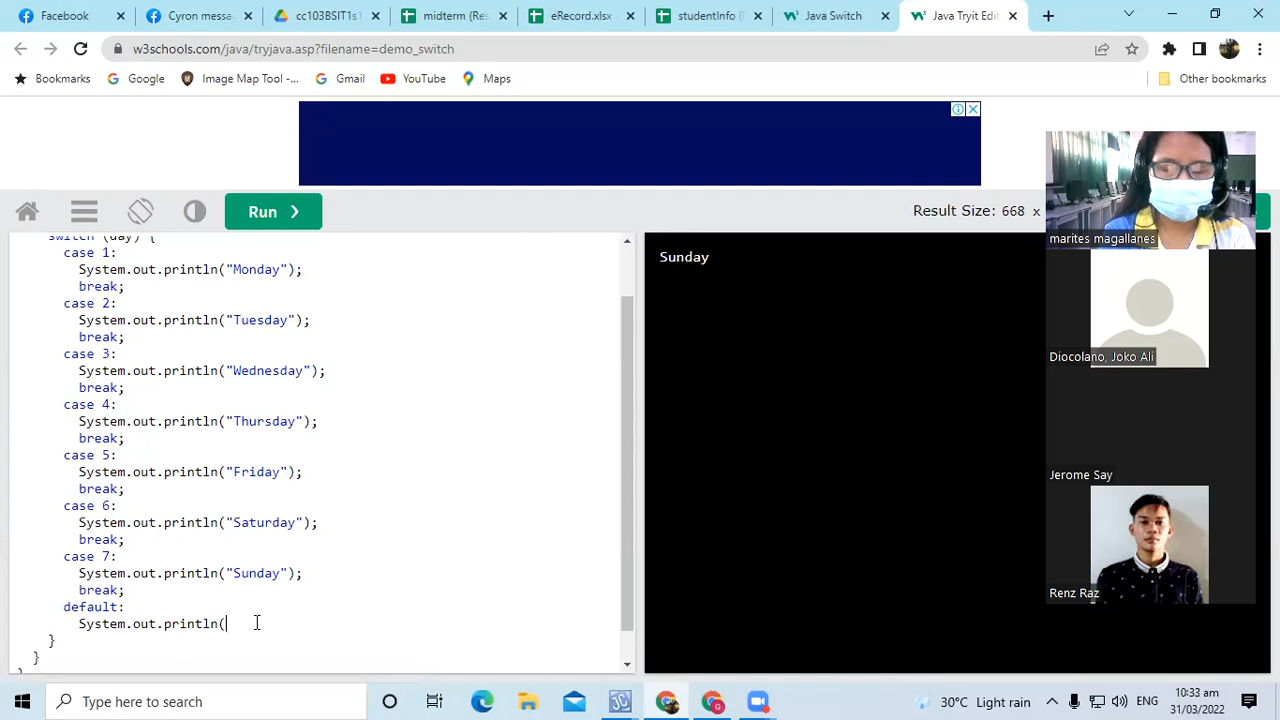 Facebook
Cyron messe
cc103BSIT1s1
midterm (Res
eRecord.xlsx
studentInfo (
Java Switch
Java Tryit Edit
w3schools.com/java/tryjava.asp?filename=demo_switch
Bookmarks
Google
Image Map Tool -...
Gmail
YouTube
Maps
Other bookmarks
Run
Result Size: 668 x
switch (day) {
case 1:
System.out.println("Monday");
break;
case 2:
System.out.println("Tuesday");
break;
case 3:
System.out.println("Wednesday");
break;
case 4:
System.out.println("Thursday");
break;
case 5:
System.out.println("Friday");
break;
case 6:
System.out.println("Saturday");
break;
case 7:
System.out.println("Sunday");
break;
default:
System.out.println(
}
}
Sunday
marites magallanes
Diocolano, Joko Ali
Jerome Say
Renz Raz
Type here to search
30°C Light rain
ENG
10:33 am
31/03/2022